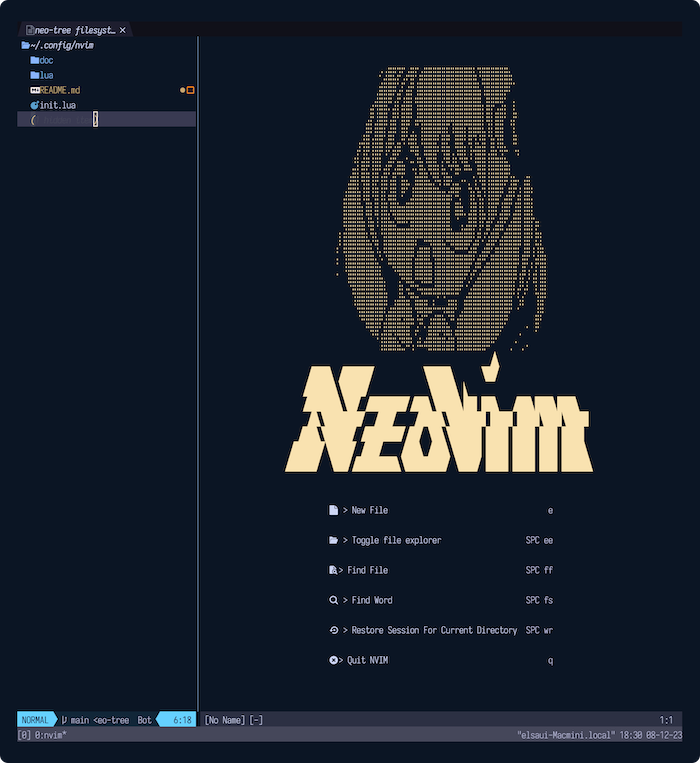 neo-tree filesyst… ×
~/.config/nvim
doc
lua
README.md
init.lua
NEOVim
> New File e
> Toggle file explorer SPC ee
> Find File SPC ff
> Find Word SPC fs
> Restore Session For Current Directory SPC wr
> Quit NVIM q
NORMAL main <eo-tree Bot 6:18 [No Name] [-] 1:1
[0] 0:nvim* "elsaui-Macmini.local" 18:30 08-12-23